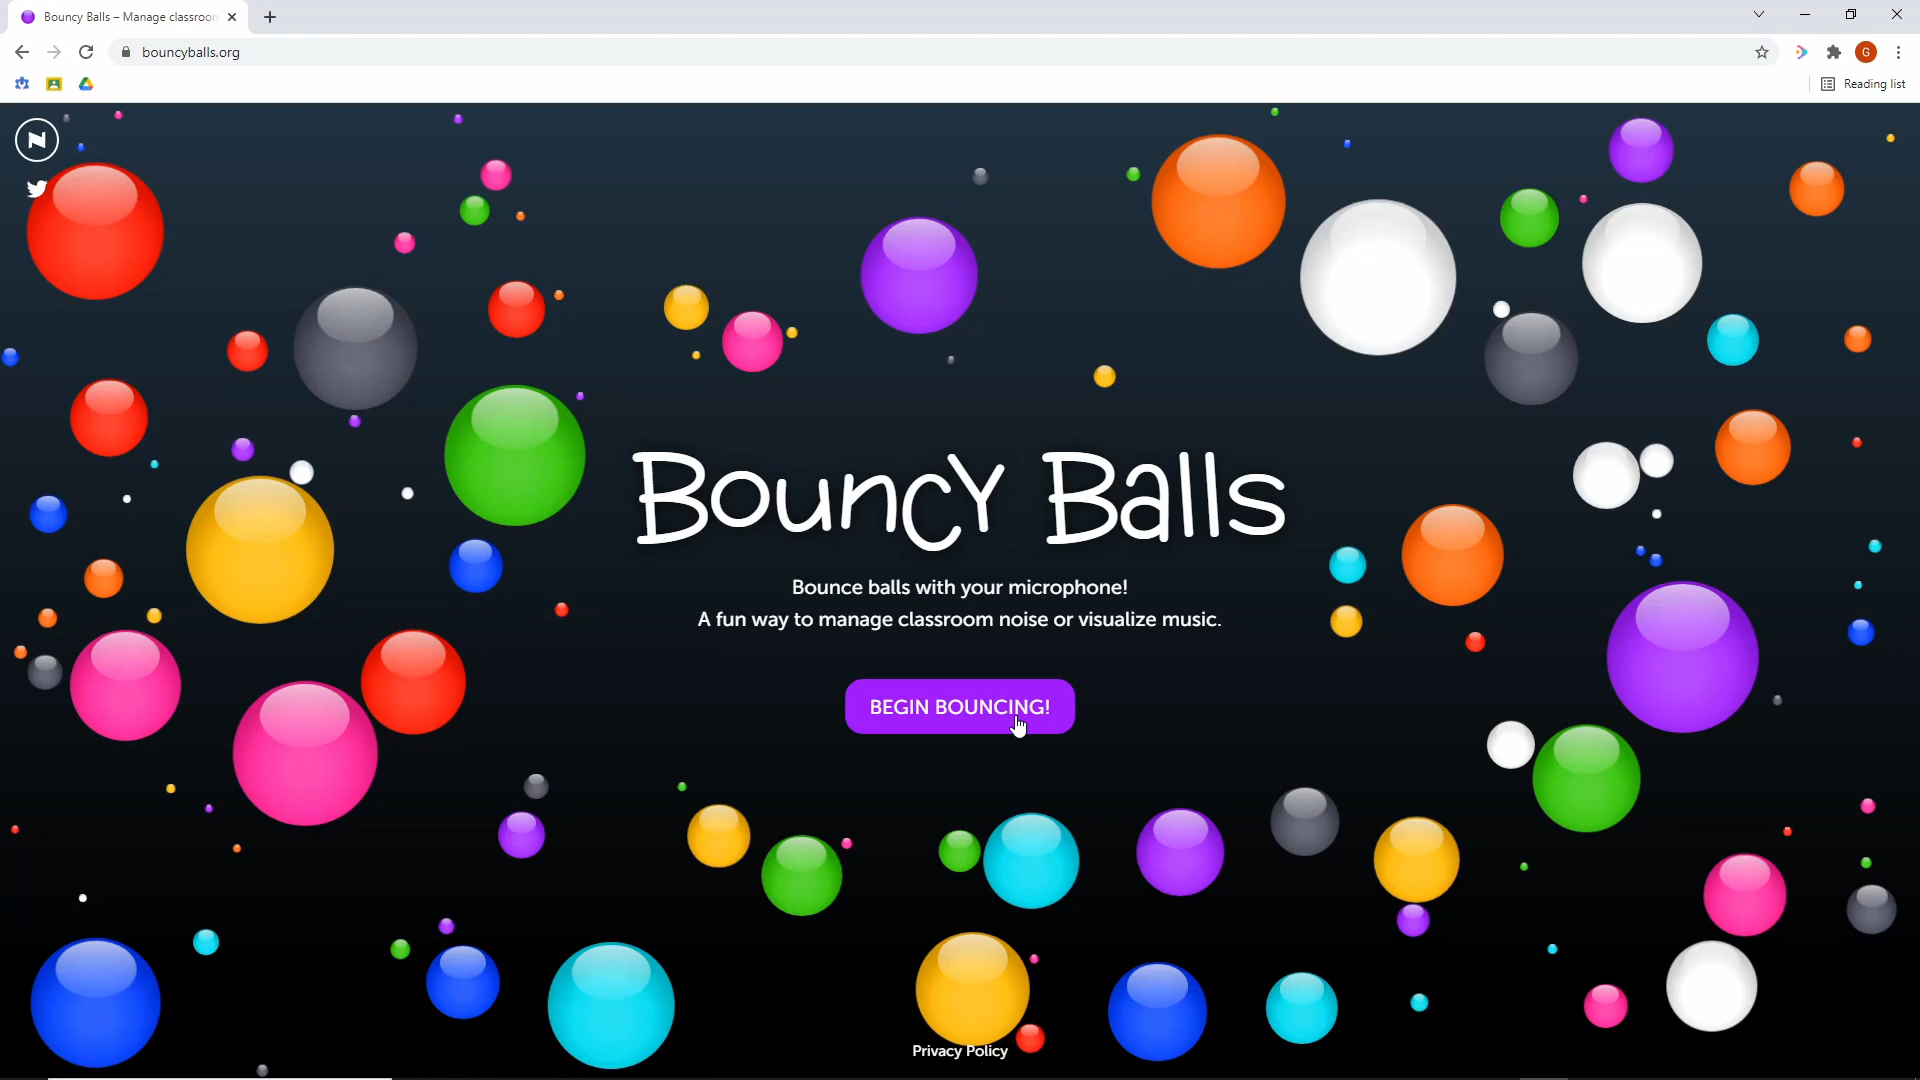 Bouncy Balls – Manage classroom
bouncyballs.org
G
Reading list
Bouncy Balls
Bounce balls with your microphone!
A fun way to manage classroom noise or visualize music.
BEGIN BOUNCING!
Privacy Policy